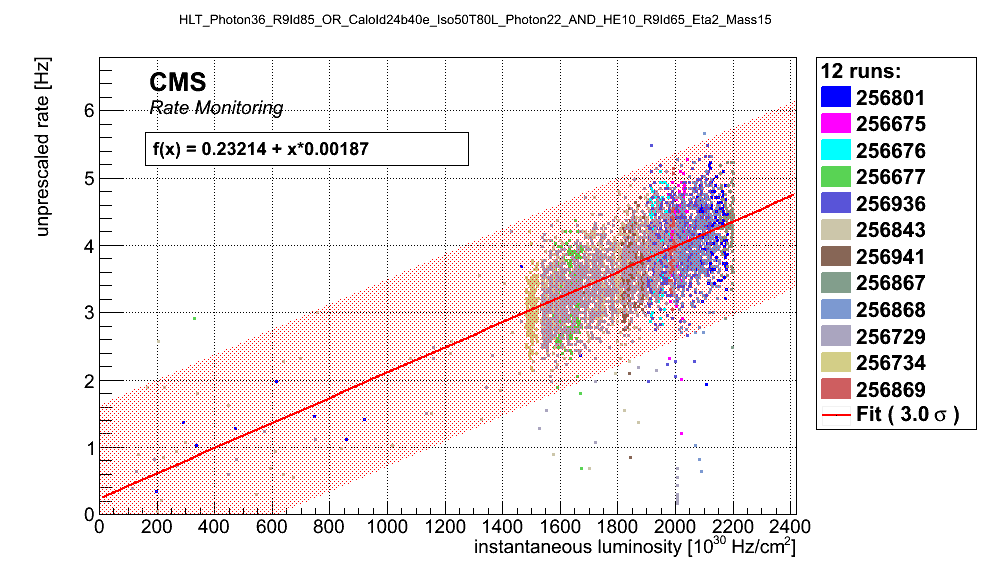 HLT_Photon36_R9Id85_OR_CaloId24b40e_Iso50T80L_Photon22_AND_HE10_R9Id65_Eta2_Mass15
unprescaled rate [Hz]
CMS
Rate Monitoring
f(x) = 0.23214 + x*0.00187
6
5
4
3
2
1
0
0 200 400 600 800 1000 1200 1400 1600 1800 2000 2200 2400
instantaneous luminosity [10³⁰ Hz/cm²]
12 runs:
256801
256675
256676
256677
256936
256843
256941
256867
256868
256729
256734
256869
Fit ( 3.0 σ )